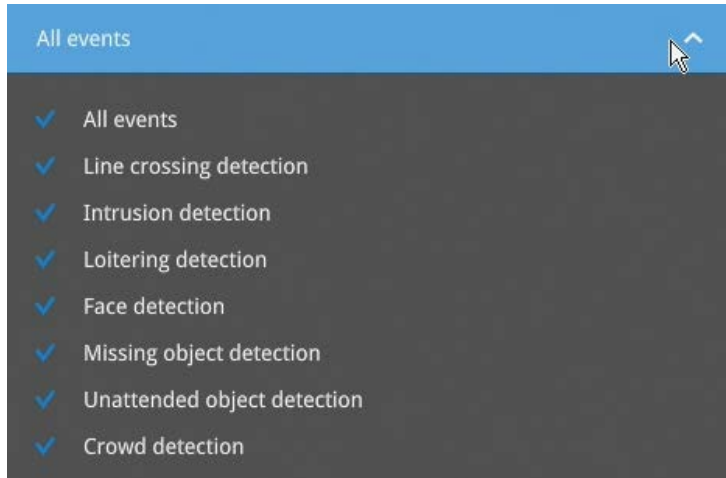 All events
All events
Line crossing detection
Intrusion detection
Loitering detection
Face detection
Missing object detection
Unattended object detection
Crowd detection